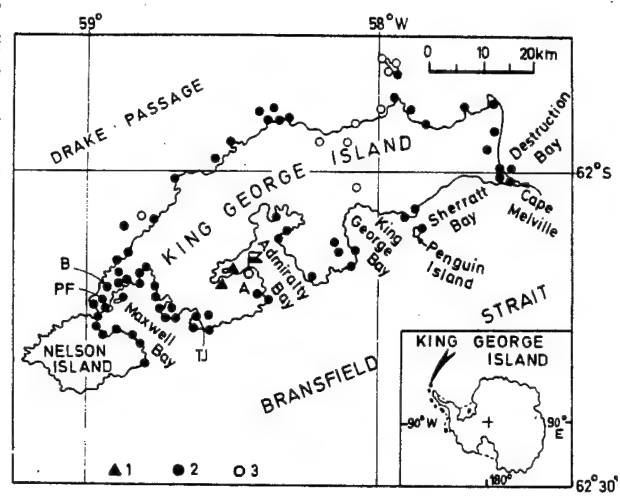 59°
58° W
0 10 20km
DRAKE PASSAGE
KING GEORGE ISLAND
Destruction
Bay
62° S
Cape
Melville
Sherratt
Bay
Penguin
Island
King
George
Bay
Admiralty
Bay
A
B
PF
Maxwell
Bay
TJ
NELSON
ISLAND
BRANSFIELD STRAIT
KING GEORGE
ISLAND
90°W
90°
E
180°
1 2 3
62°30'